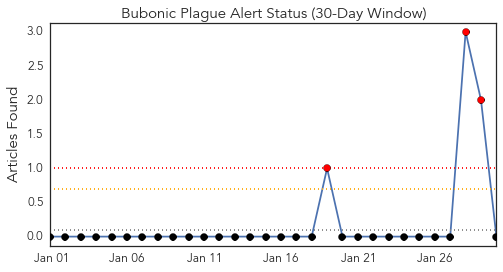 Bubonic Plague Alert Status (30-Day Window)
Articles Found
3.0
2.5
2.0
1.5
1.0
0.5
0.0
Jan 01 Jan 06 Jan 11 Jan 16 Jan 21 Jan 26